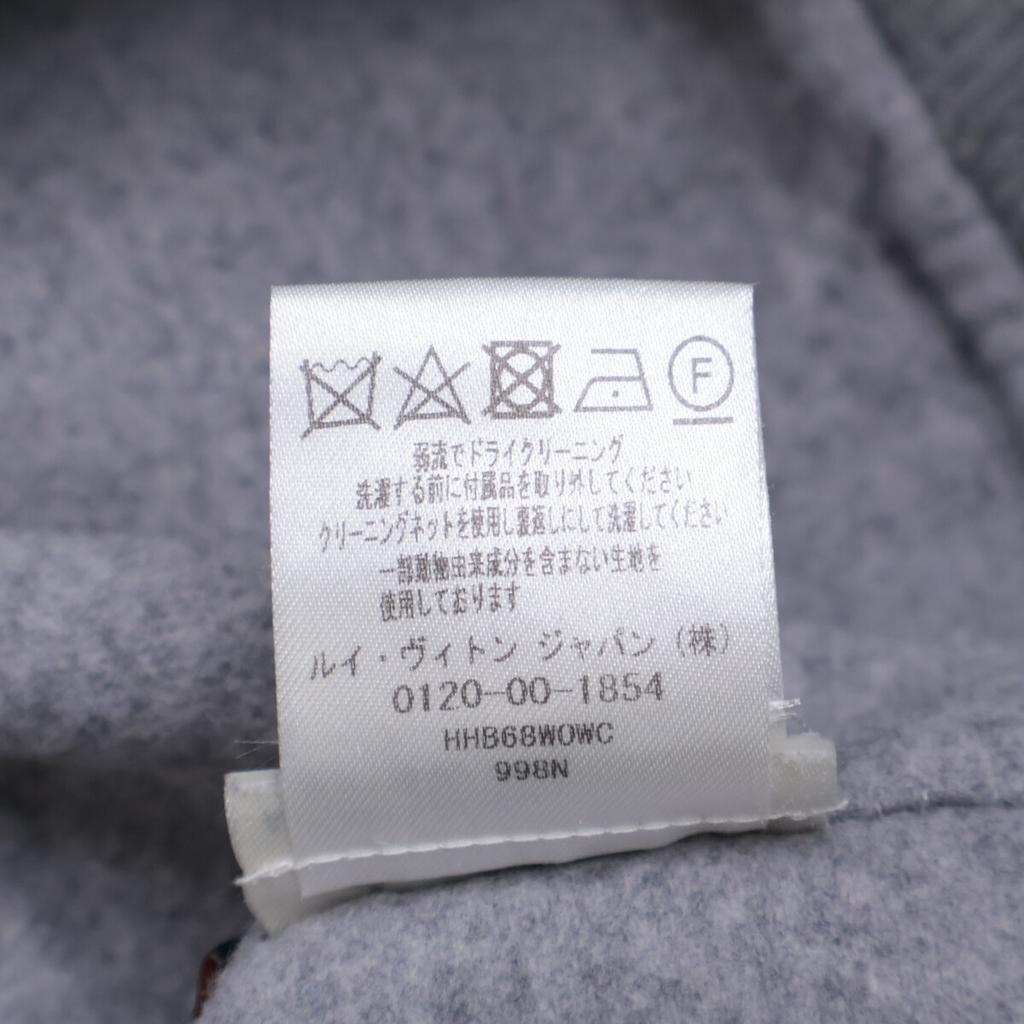 F
弱流でドライクリーニング
洗濯する前に付属品を取り外してください
クリーニングネットを使用し裏返しにして洗濯してください
一部動物由来成分を含まない生地を
使用しております
ルイ・ヴィトン ジャパン (株)
0120-00-1854
HHB68WOWC
998N